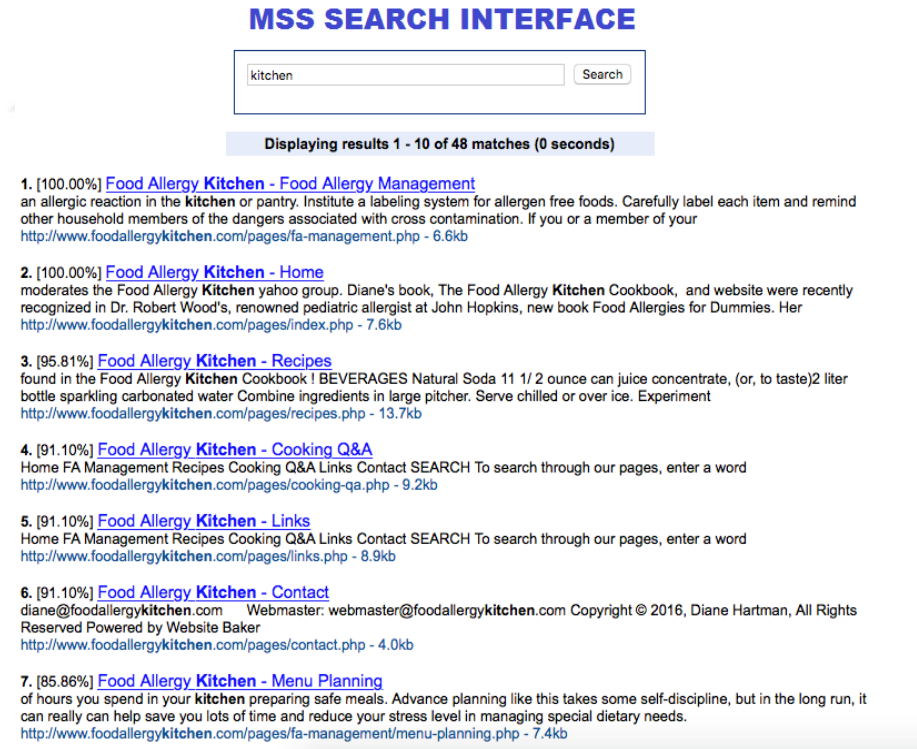 MSS SEARCH INTERFACE
kitchen
Search
Displaying results 1 - 10 of 48 matches (0 seconds)
1. [100.00%] Food Allergy Kitchen - Food Allergy Management
an allergic reaction in the kitchen or pantry. Institute a labeling system for allergen free foods. Carefully label each item and remind
other household members of the dangers associated with cross contamination. If you or a member of your
http://www.foodallergykitchen.com/pages/fa-management.php - 6.6kb
2. [100.00%] Food Allergy Kitchen - Home
moderates the Food Allergy Kitchen yahoo group. Diane's book, The Food Allergy Kitchen Cookbook, and website were recently
recognized in Dr. Robert Wood's, renowned pediatric allergist at John Hopkins, new book Food Allergies for Dummies. Her
http://www.foodallergykitchen.com/pages/index.php - 7.6kb
3. [95.81%] Food Allergy Kitchen - Recipes
found in the Food Allergy Kitchen Cookbook ! BEVERAGES Natural Soda 11 1/ 2 ounce can juice concentrate, (or, to taste)2 liter
bottle sparkling carbonated water Combine ingredients in large pitcher. Serve chilled or over ice. Experiment
http://www.foodallergykitchen.com/pages/recipes.php - 13.7kb
4. [91.10%] Food Allergy Kitchen - Cooking Q&A
Home FA Management Recipes Cooking Q&A Links Contact SEARCH To search through our pages, enter a word
http://www.foodallergykitchen.com/pages/cooking-qa.php - 9.2kb
5. [91.10%] Food Allergy Kitchen - Links
Home FA Management Recipes Cooking Q&A Links Contact SEARCH To search through our pages, enter a word
http://www.foodallergykitchen.com/pages/links.php - 8.9kb
6. [91.10%] Food Allergy Kitchen - Contact
diane@foodallergykitchen.com Webmaster: webmaster@foodallergykitchen.com Copyright © 2016, Diane Hartman, All Rights
Reserved Powered by Website Baker
http://www.foodallergykitchen.com/pages/contact.php - 4.0kb
7. [85.86%] Food Allergy Kitchen - Menu Planning
of hours you spend in your kitchen preparing safe meals. Advance planning like this takes some self-discipline, but in the long run, it
can really can help save you lots of time and reduce your stress level in managing special dietary needs.
http://www.foodallergykitchen.com/pages/fa-management/menu-planning.php - 7.4kb